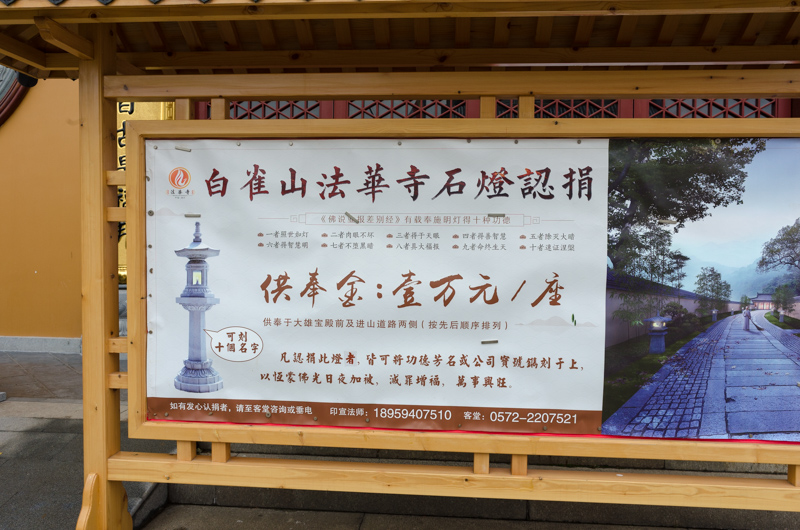 白雀山法華寺石燈認捐
法華寺
《佛说业报差别经》有载奉施明灯得十种功德
一者照世如灯 二者肉眼不坏 三者得于天眼 四者得善智慧 五者除灭大暗
六者得智慧明 七者不堕黑暗 八者具大福报 九者命终生天 十者速证涅槃
供奉金：壹万元/座
供奉于大雄宝殿前及进山道路两侧（按先后顺序排列）
可刻
十個名字
凡認捐此燈者，皆可将功德芳名或公司寶號鐫刻于上，
以恆蒙佛光日夜加被，滅罪增福，萬事興旺。
如有发心认捐者，请至客堂咨询或垂电 印宣法师：18959407510 客堂：0572-2207521